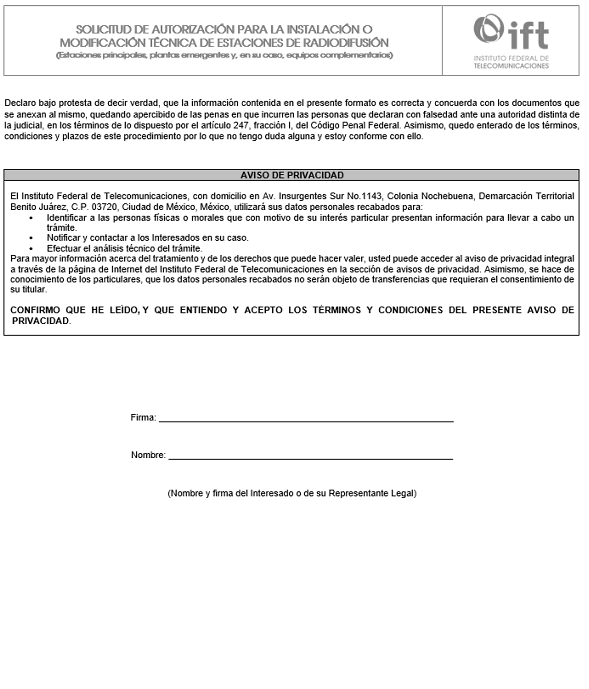 SOLICITUD DE AUTORIZACIÓN PARA LA INSTALACIÓN O
MODIFICACIÓN TÉCNICA DE ESTACIONES DE RADIODIFUSIÓN
(Estaciones principales, plantas emergentes y, en su caso, equipos complementarios)
ift
INSTITUTO FEDERAL DE
TELECOMUNICACIONES
Declaro bajo protesta de decir verdad, que la información contenida en el presente formato es correcta y concuerda con los documentos que
se anexan al mismo, quedando apercibido de las penas en que incurren las personas que declaran con falsedad ante una autoridad distinta de
la judicial, en los términos de lo dispuesto por el artículo 247, fracción I, del Código Penal Federal. Asimismo, quedo enterado de los términos,
condiciones y plazos de este procedimiento por lo que no tengo duda alguna y estoy conforme con ello.
AVISO DE PRIVACIDAD
El Instituto Federal de Telecomunicaciones, con domicilio en Av. Insurgentes Sur No.1143, Colonia Nochebuena, Demarcación Territorial
Benito Juárez, C.P. 03720, Ciudad de México, México, utilizará sus datos personales recabados para:
• Identificar a las personas físicas o morales que con motivo de su interés particular presentan información para llevar a cabo un
trámite.
• Notificar y contactar a los Interesados en su caso.
• Efectuar el análisis técnico del trámite.
Para mayor información acerca del tratamiento y de los derechos que puede hacer valer, usted puede acceder al aviso de privacidad integral
a través de la página de Internet del Instituto Federal de Telecomunicaciones en la sección de avisos de privacidad. Asimismo, se hace de
conocimiento de los particulares, que los datos personales recabados no serán objeto de transferencias que requieran el consentimiento de
su titular.
CONFIRMO QUE HE LEÍDO, Y QUE ENTIENDO Y ACEPTO LOS TÉRMINOS Y CONDICIONES DEL PRESENTE AVISO DE
PRIVACIDAD.
Firma:
Nombre:
(Nombre y firma del Interesado o de su Representante Legal)